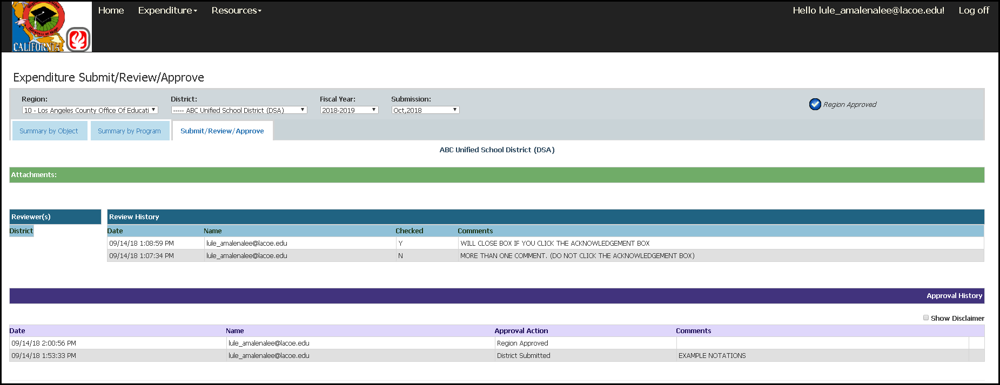 CALIFORNIA
Home Expenditure Resources Hello lule_amalenalee@lacoe.edu! Log off
Expenditure Submit/Review/Approve
Region: District: Fiscal Year: Submission:
10 - Los Angeles County Office Of Educati ----- ABC Unified School District (DSA) 2018-2019 Oct,2018 Region Approved
Summary by Object Summary by Program Submit/Review/Approve
ABC Unified School District (DSA)
Attachments:
Reviewer(s) Review History
District Date Name Checked Comments
09/14/18 1:08:59 PM lule_amalenalee@lacoe.edu Y WILL CLOSE BOX IF YOU CLICK THE ACKNOWLEDGEMENT BOX
09/14/18 1:07:34 PM lule_amalenalee@lacoe.edu N MORE THAN ONE COMMENT. (DO NOT CLICK THE ACKNOWLEDGEMENT BOX)
Approval History
Show Disclaimer
Date Name Approval Action Comments
09/14/18 2:00:56 PM lule_amalenalee@lacoe.edu Region Approved
09/14/18 1:53:33 PM lule_amalenalee@lacoe.edu District Submitted EXAMPLE NOTATIONS